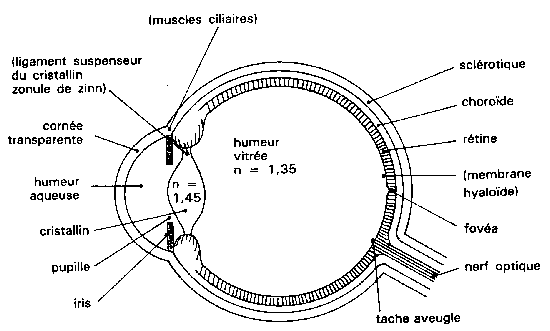 (muscles ciliaires)
(ligament suspenseur
du cristallin
zonule de zinn)
cornée
transparente
humeur
aqueuse
cristallin
pupille
iris
humeur
vitrée
n = 1,35
n =
1,45
sclérotique
choroïde
rétine
(membrane
hyaloïde)
fovéa
nerf optique
tache aveugle